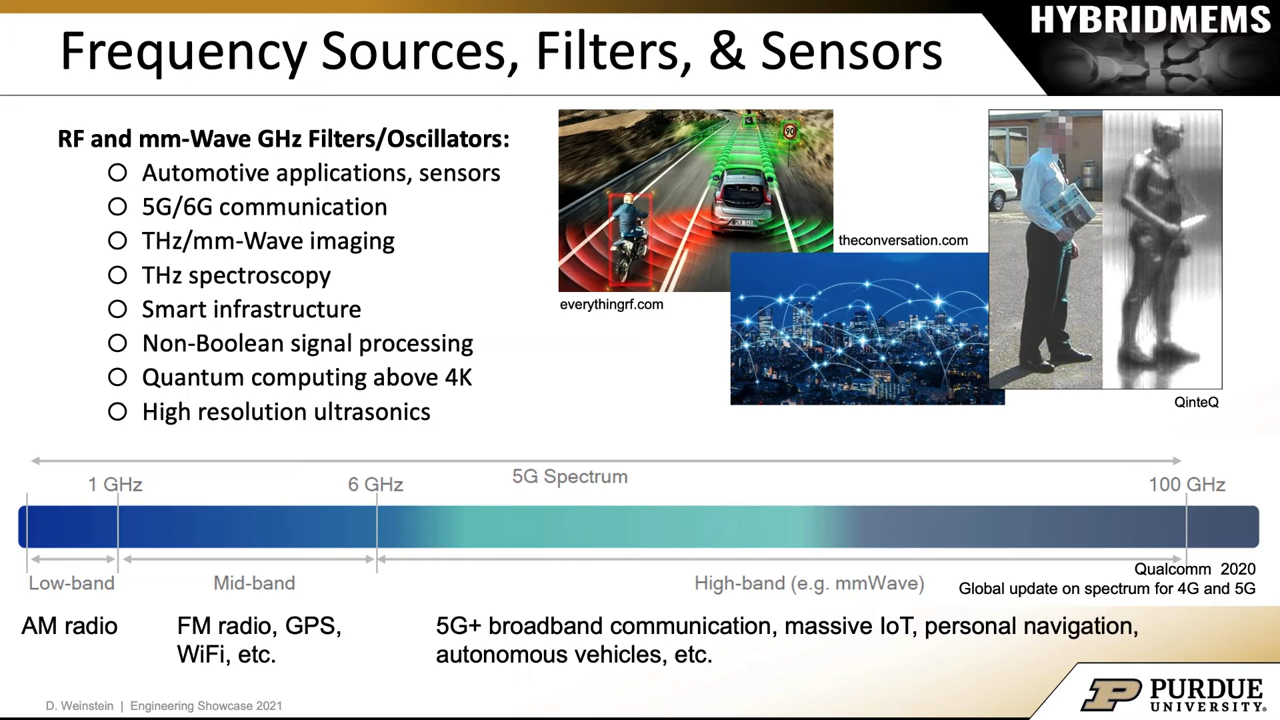 HYBRIDMEMS
Frequency Sources, Filters, & Sensors
RF and mm-Wave GHz Filters/Oscillators:
Automotive applications, sensors
5G/6G communication
THz/mm-Wave imaging
THz spectroscopy
Smart infrastructure
Non-Boolean signal processing
Quantum computing above 4K
High resolution ultrasonics
90
everythingrf.com
theconversation.com
QinteQ
5G Spectrum
1 GHz
6 GHz
100 GHz
Low-band
Mid-band
High-band (e.g. mmWave)
Qualcomm 2020
Global update on spectrum for 4G and 5G
AM radio
FM radio, GPS,
WiFi, etc.
5G+ broadband communication, massive IoT, personal navigation,
autonomous vehicles, etc.
D. Weinstein | Engineering Showcase 2021
PURDUE
UNIVERSITY®